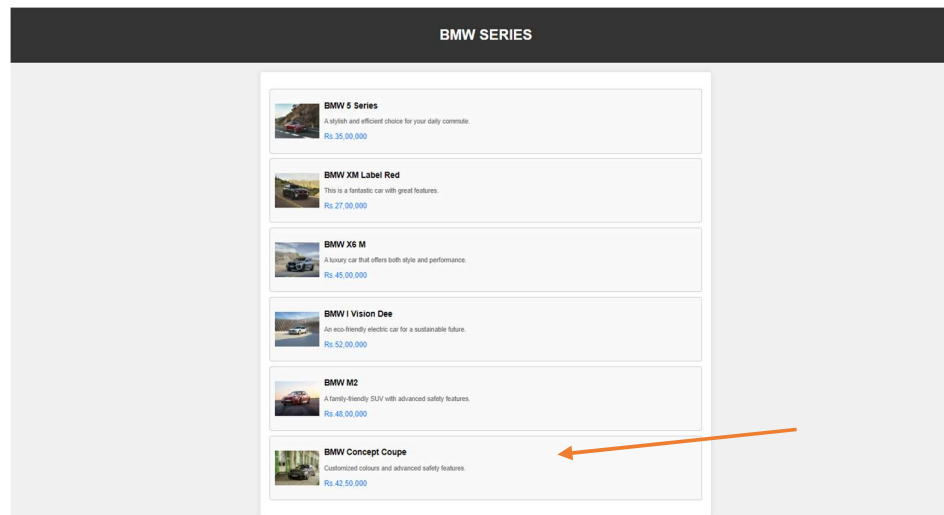 BMW SERIES
BMW 5 Series
A stylish and efficient choice for your daily commute.
Rs.35,00,000
BMW XM Label Red
This is a fantastic car with great features.
Rs.27,00,000
BMW X6 M
A luxury car that offers both style and performance.
Rs.45,00,000
BMW I Vision Dee
An eco-friendly electric car for a sustainable future.
Rs.52,00,000
BMW M2
A family-friendly SUV with advanced safety features.
Rs.48,00,000
BMW Concept Coupe
Customized colours and advanced safety features.
Rs.42,50,000